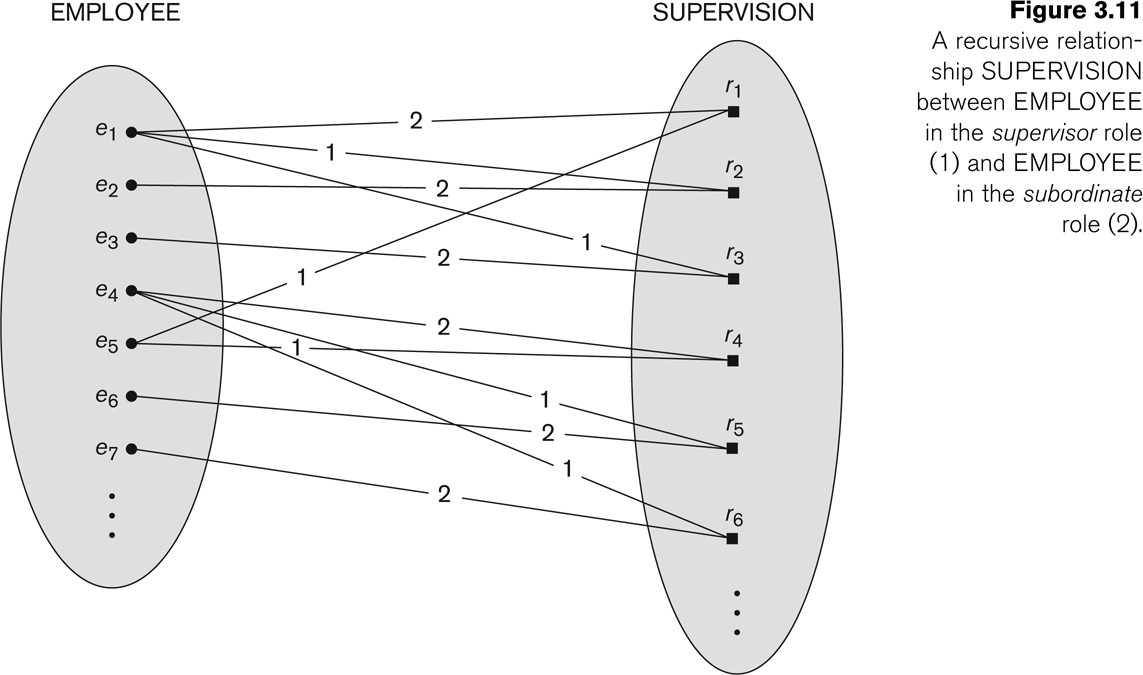 EMPLOYEE
SUPERVISION
Figure 3.11
A recursive relation-
ship SUPERVISION
between EMPLOYEE
in the supervisor role
(1) and EMPLOYEE
in the subordinate
role (2).
e1
e2
e3
e4
e5
e6
e7
2
1
2
1
2
1
2
1
1
2
1
2
r1
r2
r3
r4
r5
r6